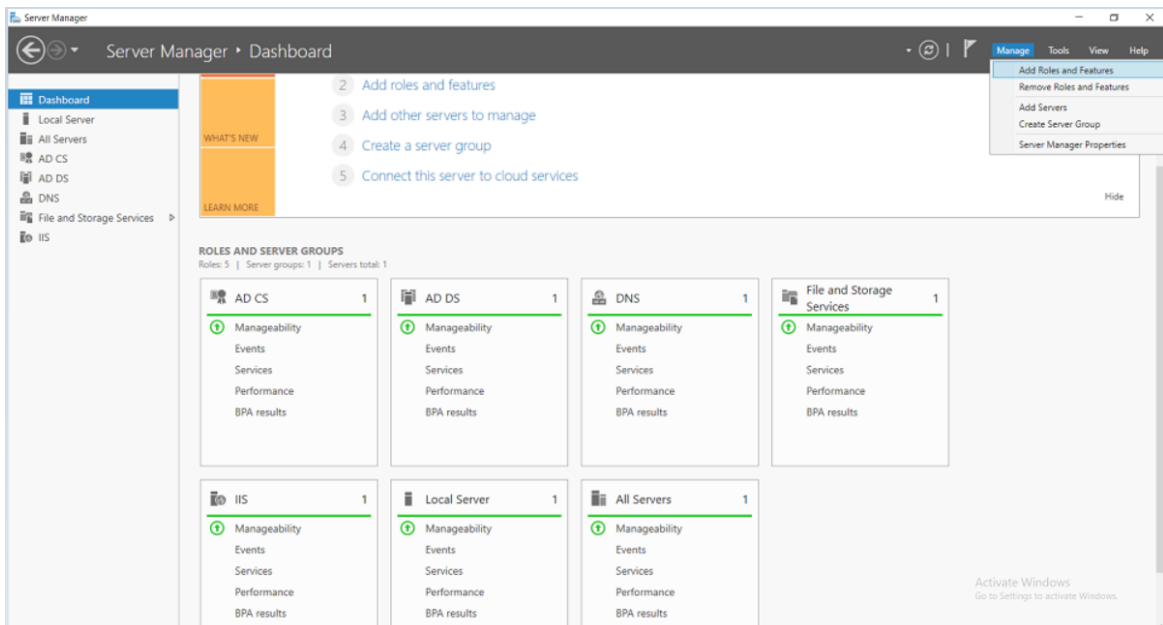 Server Manager
Server Manager ‣ Dashboard
Manage Tools View Help
Add Roles and Features
Remove Roles and Features
Add Servers
Create Server Group
Server Manager Properties
Dashboard
Local Server
All Servers
AD CS
AD DS
DNS
File and Storage Services
IIS
WHAT'S NEW
LEARN MORE
2 Add roles and features
3 Add other servers to manage
4 Create a server group
5 Connect this server to cloud services
Hide
ROLES AND SERVER GROUPS
Roles: 5 | Server groups: 1 | Servers total: 1
AD CS 1
Manageability
Events
Services
Performance
BPA results
AD DS 1
Manageability
Events
Services
Performance
BPA results
DNS 1
Manageability
Events
Services
Performance
BPA results
File and Storage
Services 1
Manageability
Events
Services
Performance
BPA results
IIS 1
Manageability
Events
Services
Performance
BPA results
Local Server 1
Manageability
Events
Services
Performance
BPA results
All Servers 1
Manageability
Events
Services
Performance
BPA results
Activate Windows
Go to Settings to activate Windows.